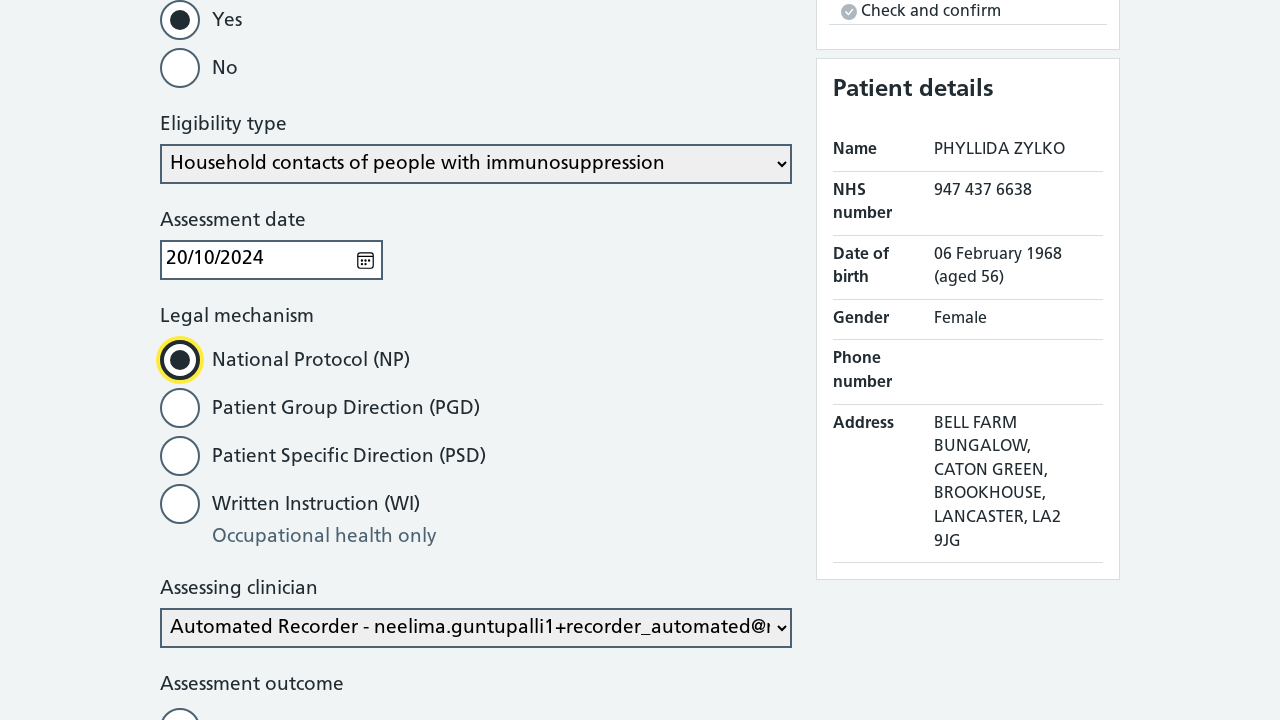 Yes
No
Eligibility type
Household contacts of people with immunosuppression
Assessment date
20/10/2024
Legal mechanism
National Protocol (NP)
Patient Group Direction (PGD)
Patient Specific Direction (PSD)
Written Instruction (WI)
Occupational health only
Assessing clinician
Automated Recorder - neelima.guntupalli1+recorder_automated@
Assessment outcome
Check and confirm
Patient details
Name PHYLLIDA ZYLKO
NHS number 947 437 6638
Date of birth 06 February 1968 (aged 56)
Gender Female
Phone number
Address BELL FARM
BUNGALOW,
CATON GREEN,
BROOKHOUSE,
LANCASTER, LA2
9JG